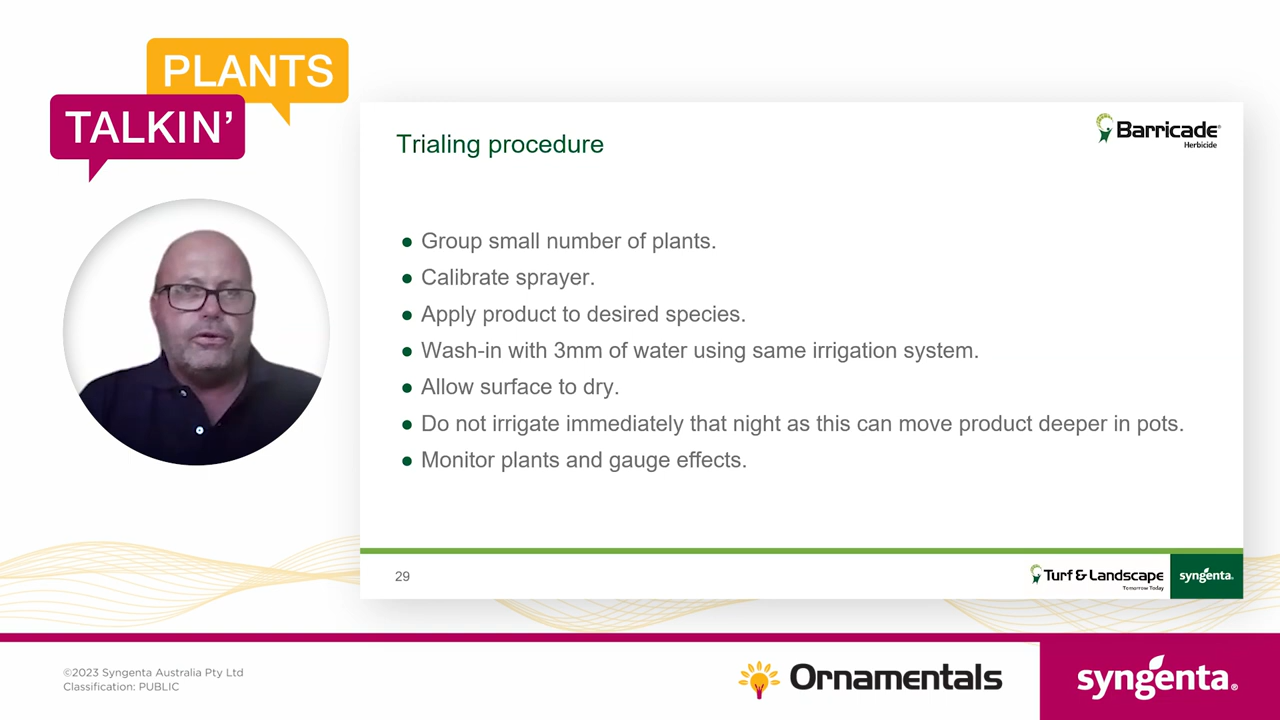 PLANTS
TALKIN'
Trialing procedure
Barricade®
Herbicide
● Group small number of plants.
● Calibrate sprayer.
● Apply product to desired species.
● Wash-in with 3mm of water using same irrigation system.
● Allow surface to dry.
● Do not irrigate immediately that night as this can move product deeper in pots.
● Monitor plants and gauge effects.
29
Turf & Landscape
Tomorrow Today
syngenta.
©2023 Syngenta Australia Pty Ltd
Classification: PUBLIC
Ornamentals
syngenta®